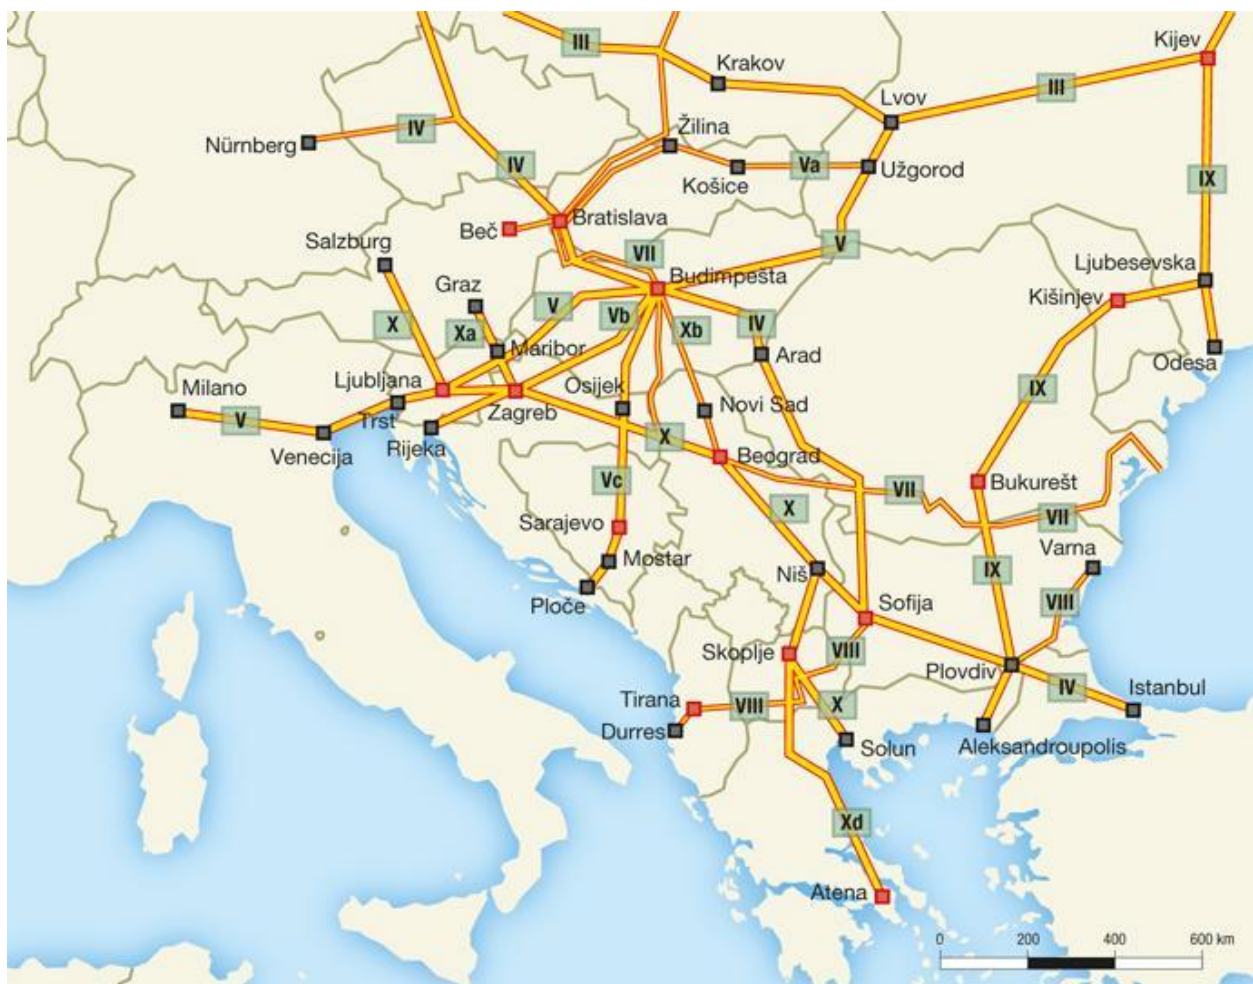 III
Kijev
Krakov
III
Lvov
IV
Žilina
Nürnberg
IV
Košice
Va
Užgorod
IX
Bratislava
Beč
Salzburg
VII
V
Ljubesevska
Budimpešta
Graz
Kišinjev
V
Vb
Xb
IV
X
Xa
Maribor
Arad
Odesa
Ljubljana
Osijek
IX
Milano
Zagreb
Novi Sad
V
Trst
Rijeka
X
Venecija
Beograd
Vc
VII
Bukurešt
X
VII
Sarajevo
Varna
Mostar
Niš
IX
Ploče
Sofija
VIII
Skoplje
VIII
Plovdiv
IV
Istanbul
Tirana
VIII
X
Durres
Solun
Aleksandroupolis
Xd
Atena
0 200 400 600 km